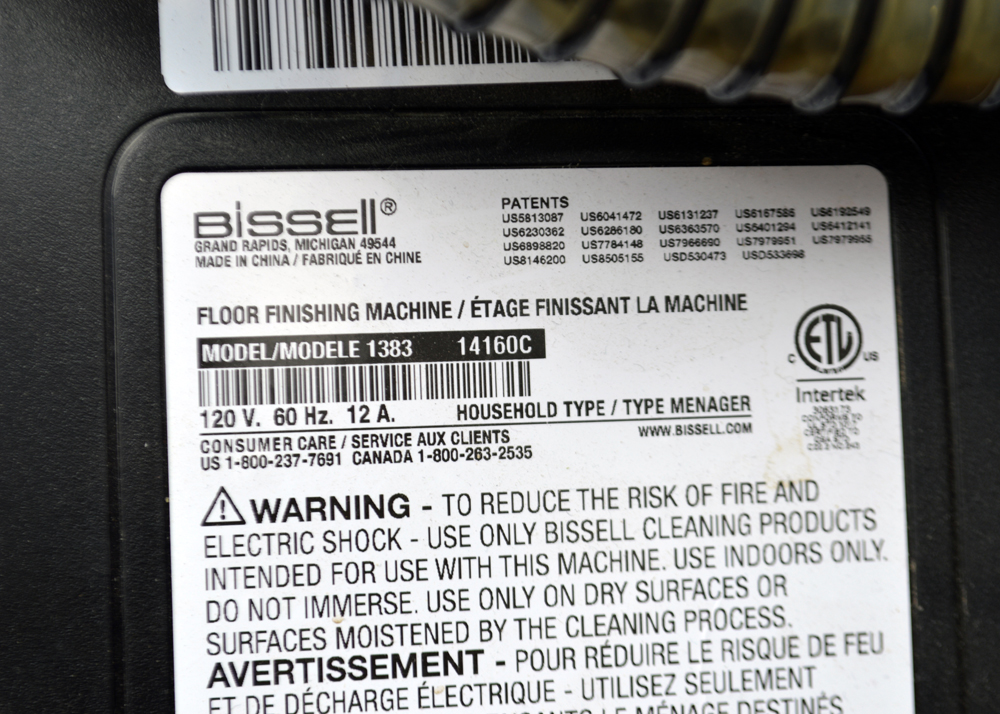 BISSELL®
GRAND RAPIDS, MICHIGAN 49544
MADE IN CHINA / FABRIQUÉ EN CHINE
PATENTS
US5813087 US6041472 US6131237 US6167586 US6192549
US6230362 US6286180 US6363570 US6401294 US6412141
US6898820 US7784148 US7966690 US7979951 US7979955
US8146200 US8505155 USD530473 USD533698
FLOOR FINISHING MACHINE / ÉTAGE FINISSANT LA MACHINE
MODEL/MODELE 1383 14160C
120 V. 60 Hz. 12 A. HOUSEHOLD TYPE / TYPE MENAGER
CONSUMER CARE / SERVICE AUX CLIENTS WWW.BISSELL.COM
US 1-800-237-7691 CANADA 1-800-263-2535
C ETL US
Intertek
WARNING - TO REDUCE THE RISK OF FIRE AND
ELECTRIC SHOCK - USE ONLY BISSELL CLEANING PRODUCTS
INTENDED FOR USE WITH THIS MACHINE. USE INDOORS ONLY.
DO NOT IMMERSE. USE ONLY ON DRY SURFACES OR
SURFACES MOISTENED BY THE CLEANING PROCESS.
AVERTISSEMENT - POUR RÉDUIRE LE RISQUE DE FEU
ET DE DÉCHARGE ÉLECTRIQUE - UTILISEZ SEULEMENT
LE MÉNAGE DESTINÉS